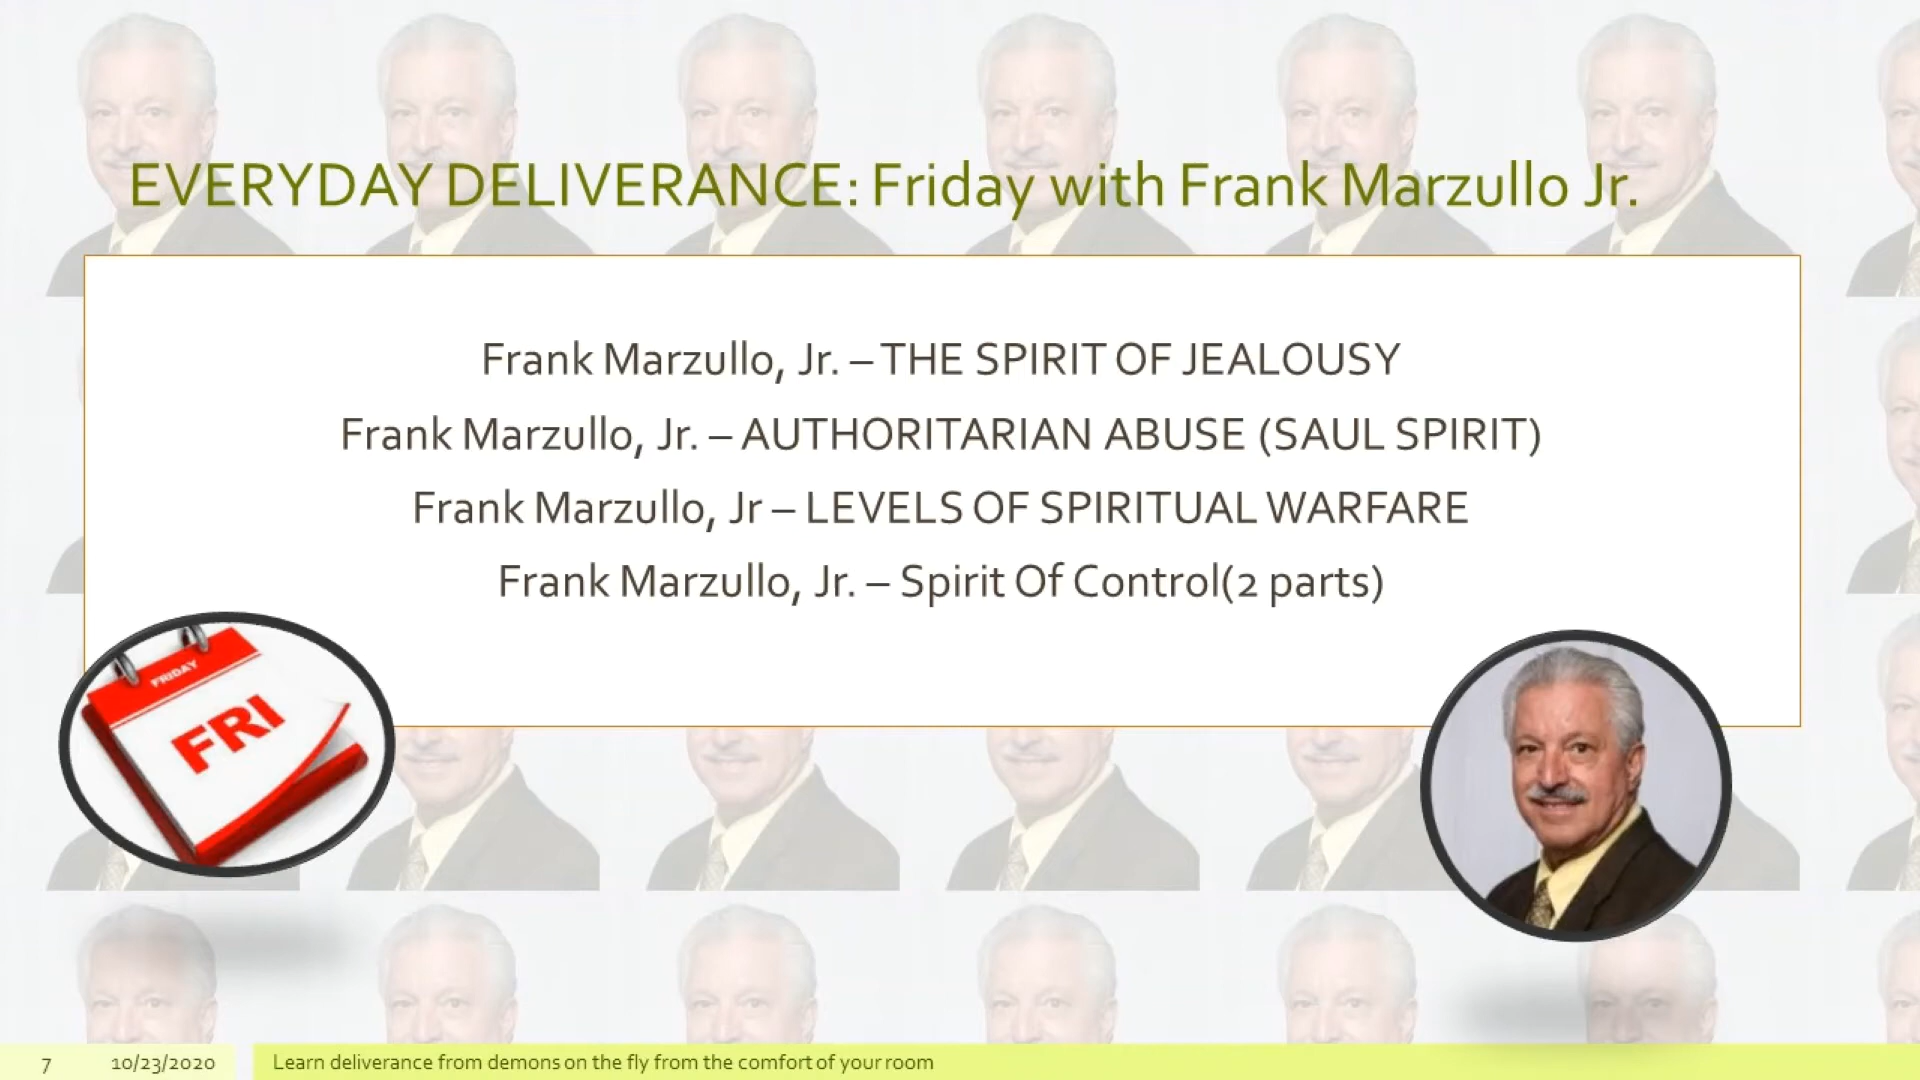 EVERYDAY DELIVERANCE: Friday with Frank Marzullo Jr.
Frank Marzullo, Jr. – THE SPIRIT OF JEALOUSY
Frank Marzullo, Jr. – AUTHORITARIAN ABUSE (SAUL SPIRIT)
Frank Marzullo, Jr – LEVELS OF SPIRITUAL WARFARE
Frank Marzullo, Jr. – Spirit Of Control(2 parts)
FRIDAY
FRI
7 10/23/2020 Learn deliverance from demons on the fly from the comfort of your room